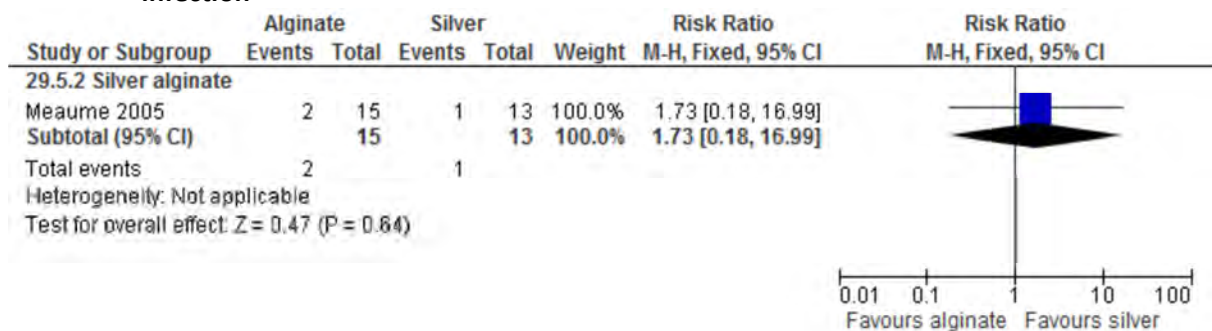 Infection
Alginate Silver Risk Ratio Risk Ratio
Study or Subgroup Events Total Events Total Weight M-H, Fixed, 95% CI M-H, Fixed, 95% CI
29.5.2 Silver alginate
Meaume 2005 2 15 1 13 100.0% 1.73 [0.18, 16.99]
Subtotal (95% CI) 15 13 100.0% 1.73 [0.18, 16.99]
Total events 2 1
Heterogeneity: Not applicable
Test for overall effect: Z = 0.47 (P = 0.64)
0.01 0.1 1 10 100
Favours alginate Favours silver